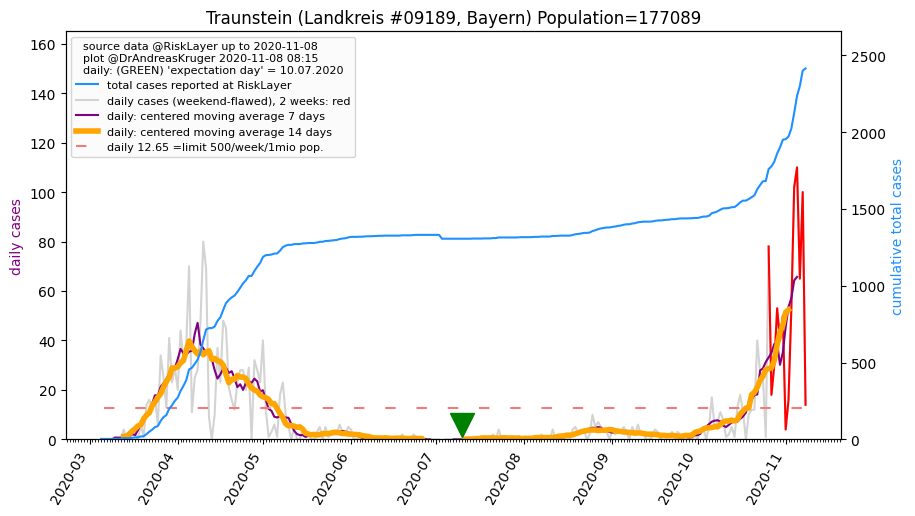 Traunstein (Landkreis #09189, Bayern) Population=177089
source data @RiskLayer up to 2020-11-08
plot @DrAndreasKruger 2020-11-08 08:15
daily: (GREEN) 'expectation day' = 10.07.2020
total cases reported at RiskLayer
daily cases (weekend-flawed), 2 weeks: red
daily: centered moving average 7 days
daily: centered moving average 14 days
daily 12.65 =limit 500/week/1mio pop.
daily cases
160
140
120
100
80
60
40
20
0
cumulative total cases
2500
2000
1500
1000
500
0
2020-03
2020-04
2020-05
2020-06
2020-07
2020-08
2020-09
2020-10
2020-11